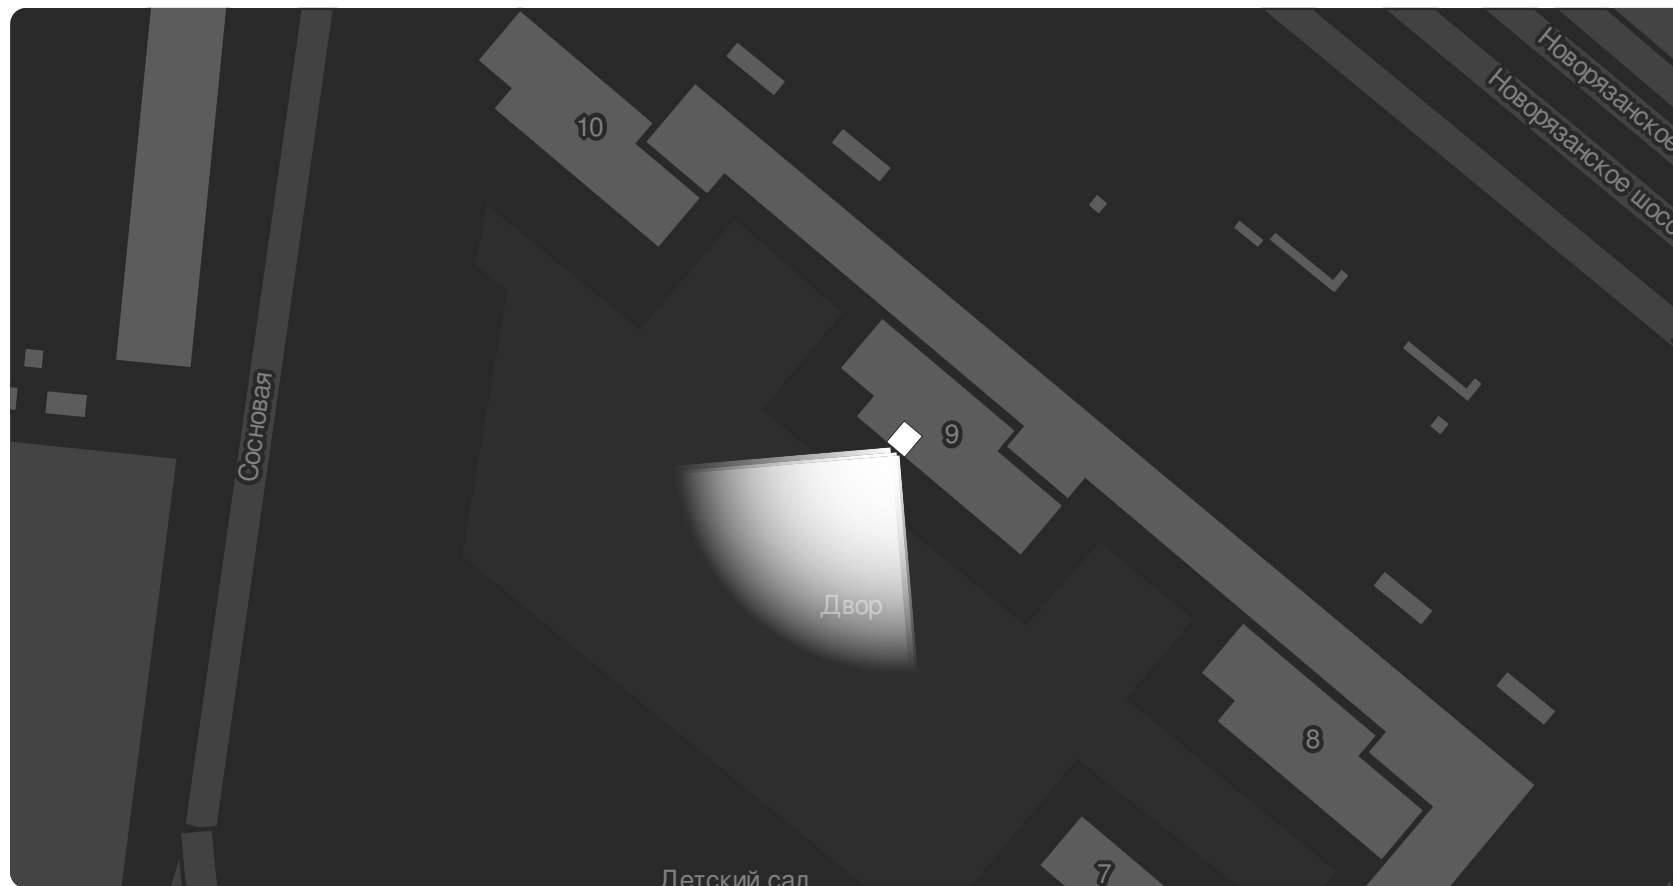 Новорязанское
Новорязанское шосс
10
Сосновая
9
Двор
8
7
Детский сад